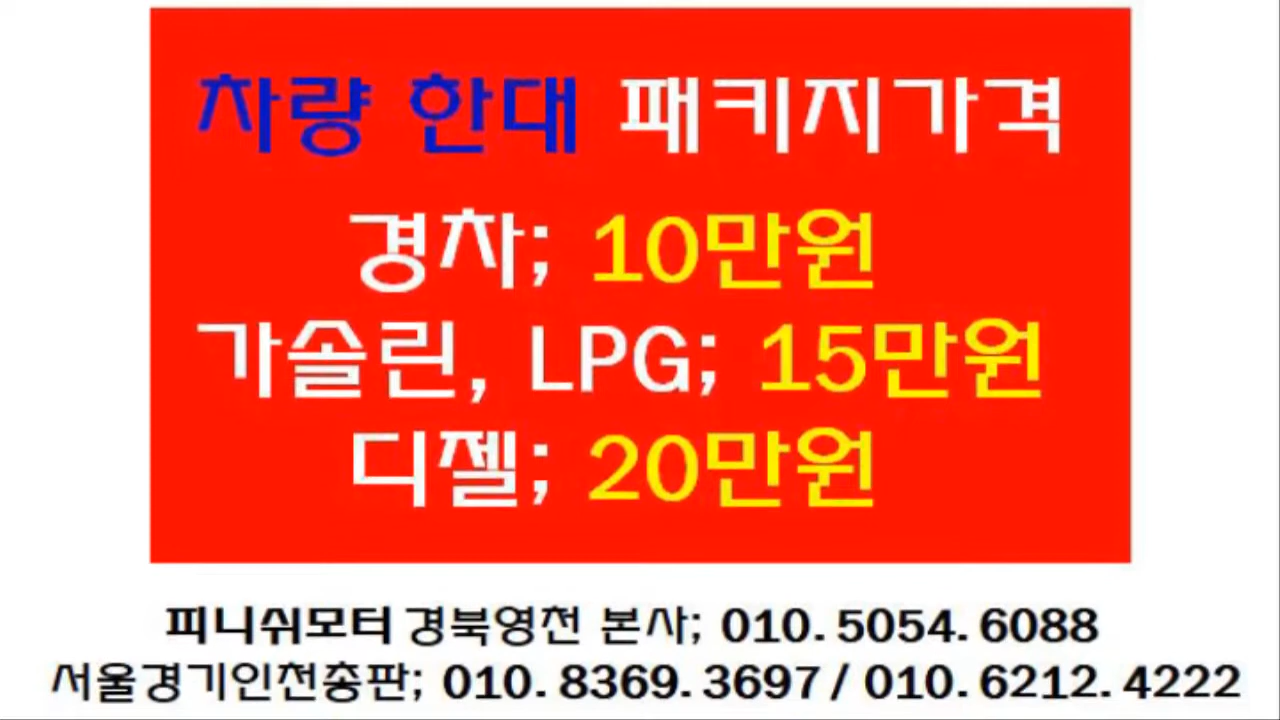 차량 한대 패키지가격
경차; 10만원
가솔린, LPG; 15만원
디젤; 20만원
피니쉬모터 경북영천 본사; 010. 5054. 6088
서울경기인천총판; 010. 8369. 3697 / 010. 6212. 4222